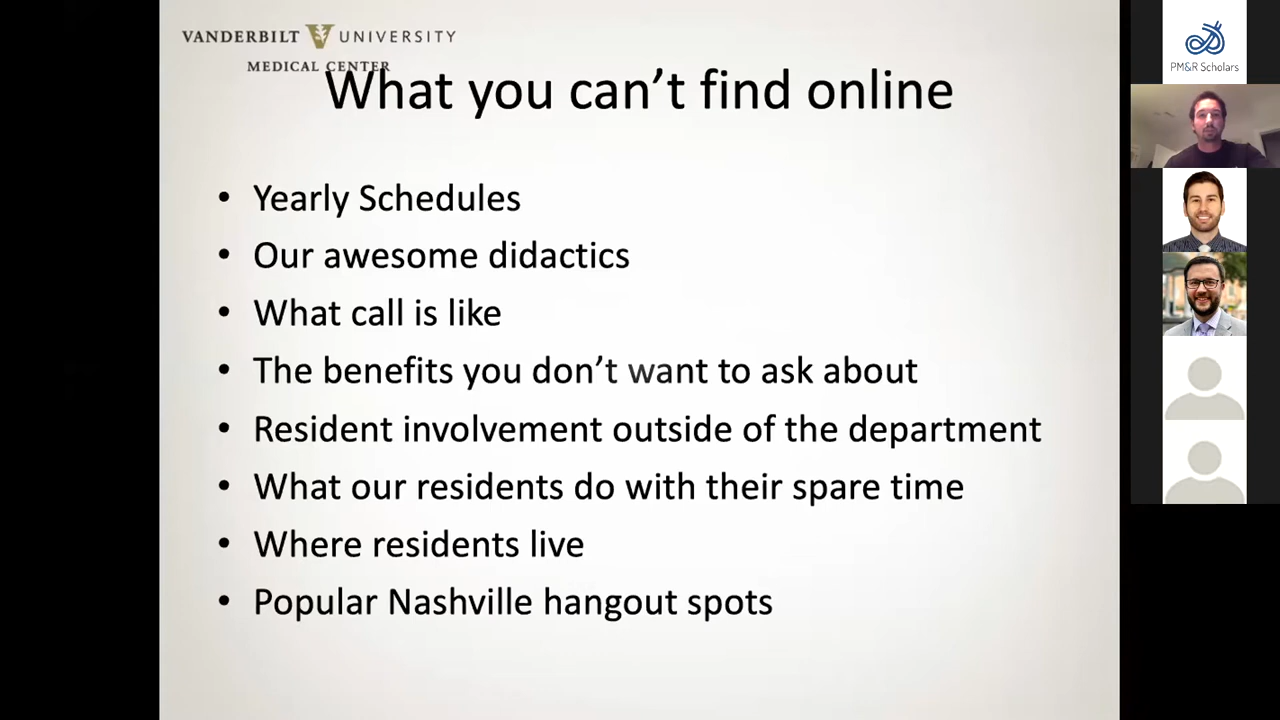 VANDERBILT V UNIVERSITY
MEDICAL CENTER
What you can’t find online
• Yearly Schedules
• Our awesome didactics
• What call is like
• The benefits you don’t want to ask about
• Resident involvement outside of the department
• What our residents do with their spare time
• Where residents live
• Popular Nashville hangout spots
PM&R Scholars